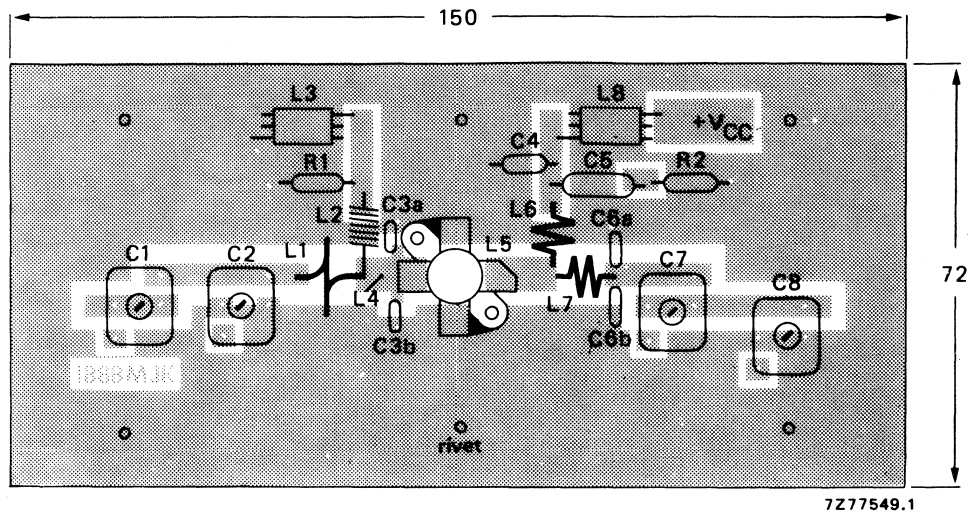 150
L3
L8
+VCC
C4
R1
C5
R2
L2
C3a
L6
C6a
C1
C2
L1
L5
C7
72
L4
L7
C8
C3b
C6b
rivet
7Z77549.1